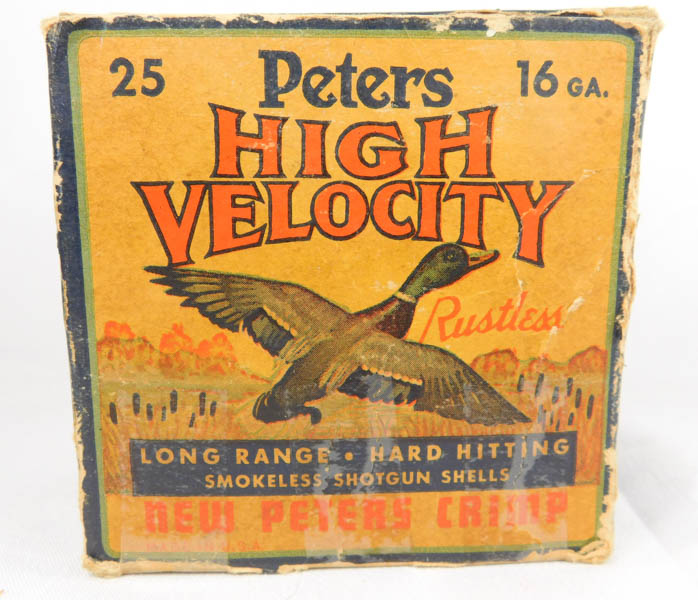 25 Peters 16 GA.
HIGH
VELOCITY
Rustless
LONG RANGE • HARD HITTING
SMOKELESS SHOTGUN SHELLS
NEW PETERS CRIMP